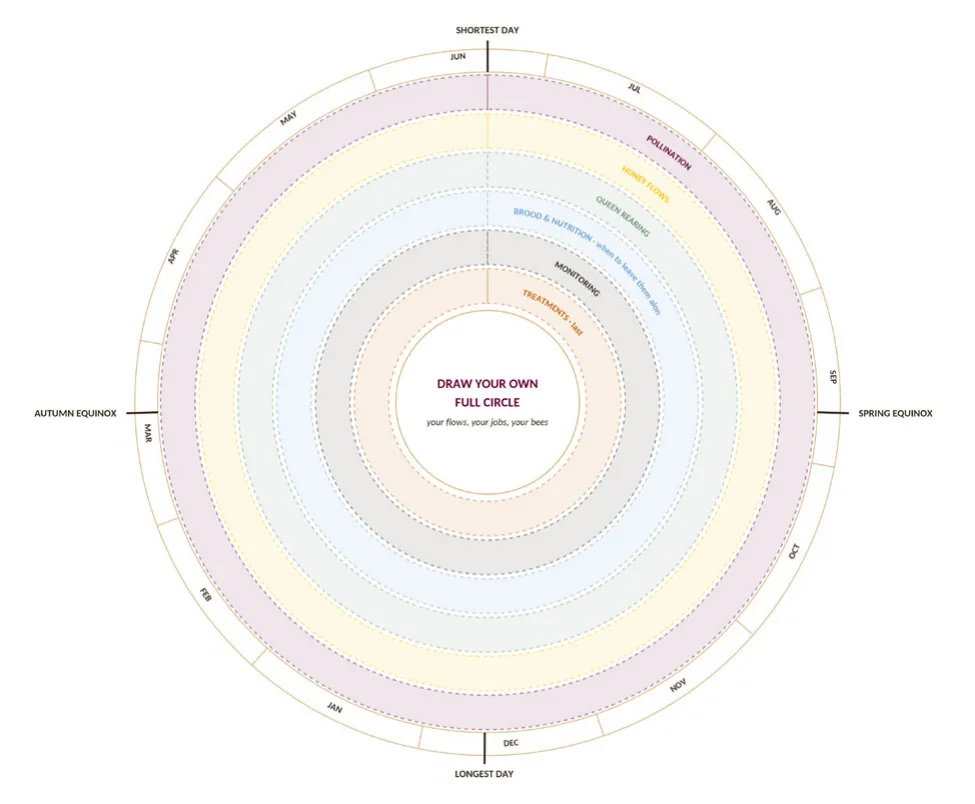 SHORTEST DAY
JUN
JUL
MAY
POLLINATION
HONEY FLOWS
AUG
QUEEN REARING
BROOD & NUTRITION - when to leave them alon
APR
MONITORING
TREATMENTS - last
SEP
DRAW YOUR OWN
FULL CIRCLE
your flows, your jobs, your bees
AUTUMN EQUINOX
SPRING EQUINOX
MAR
OCT
FEB
NOV
JAN
DEC
LONGEST DAY